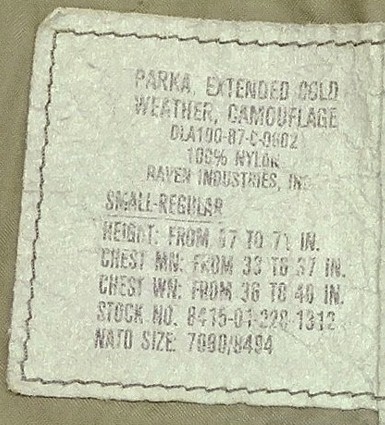 PARKA, EXTENDED COLD
WEATHER, CAMOUFLAGE
DLA100-87-C-0602
100% NYLON
RAVEN INDUSTRIES, INC.
SMALL-REGULAR
HEIGHT: FROM 67 TO 71 IN.
CHEST MN: FROM 33 TO 37 IN.
CHEST WN: FROM 36 TO 40 IN.
STOCK NO. 8415-01-228-1312
NATO SIZE: 7090/8494